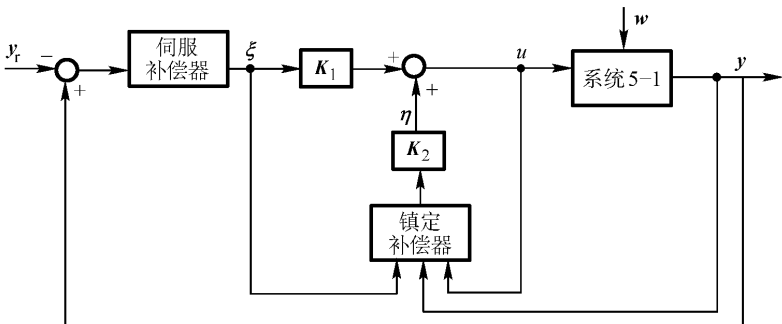 w
y_r
−
+
伺服
补偿器
ξ
K_1
+
+
u
系统5-1
y
η
K_2
镇定
补偿器